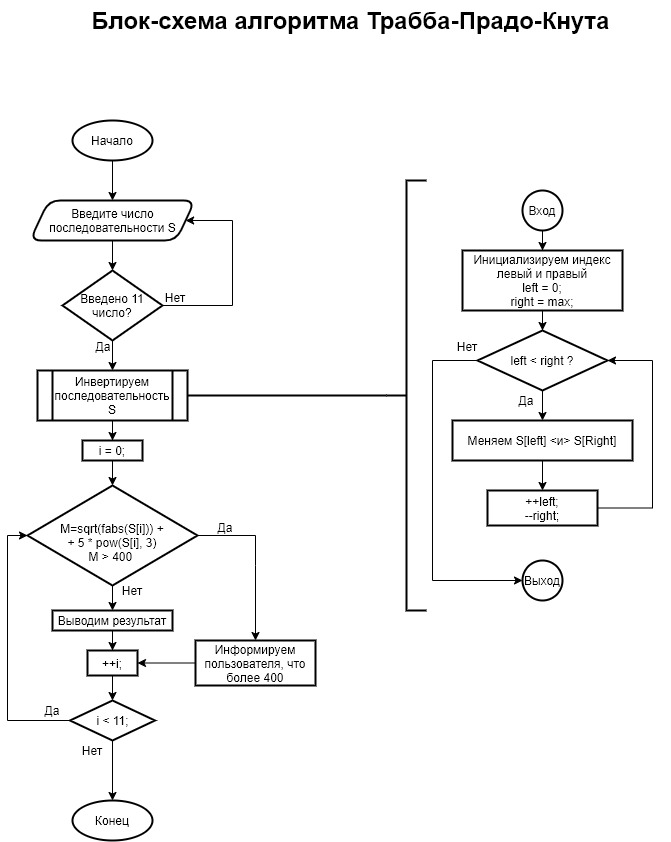 Блок-схема алгоритма Трабба-Прадо-Кнута
Начало
Введите число
последовательности S
Введено 11
число?
Нет
Да
Инвертируем
последовательность
S
i = 0;
M=sqrt(fabs(S[i])) +
+ 5 * pow(S[i], 3)
M > 400
Да
Нет
Выводим результат
++i;
Информируем
пользователя, что
более 400
i < 11;
Да
Нет
Конец
Вход
Инициализируем индекс
левый и правый
left = 0;
right = max;
left < right ?
Нет
Да
Меняем S[left] <и> S[Right]
++left;
--right;
Выход